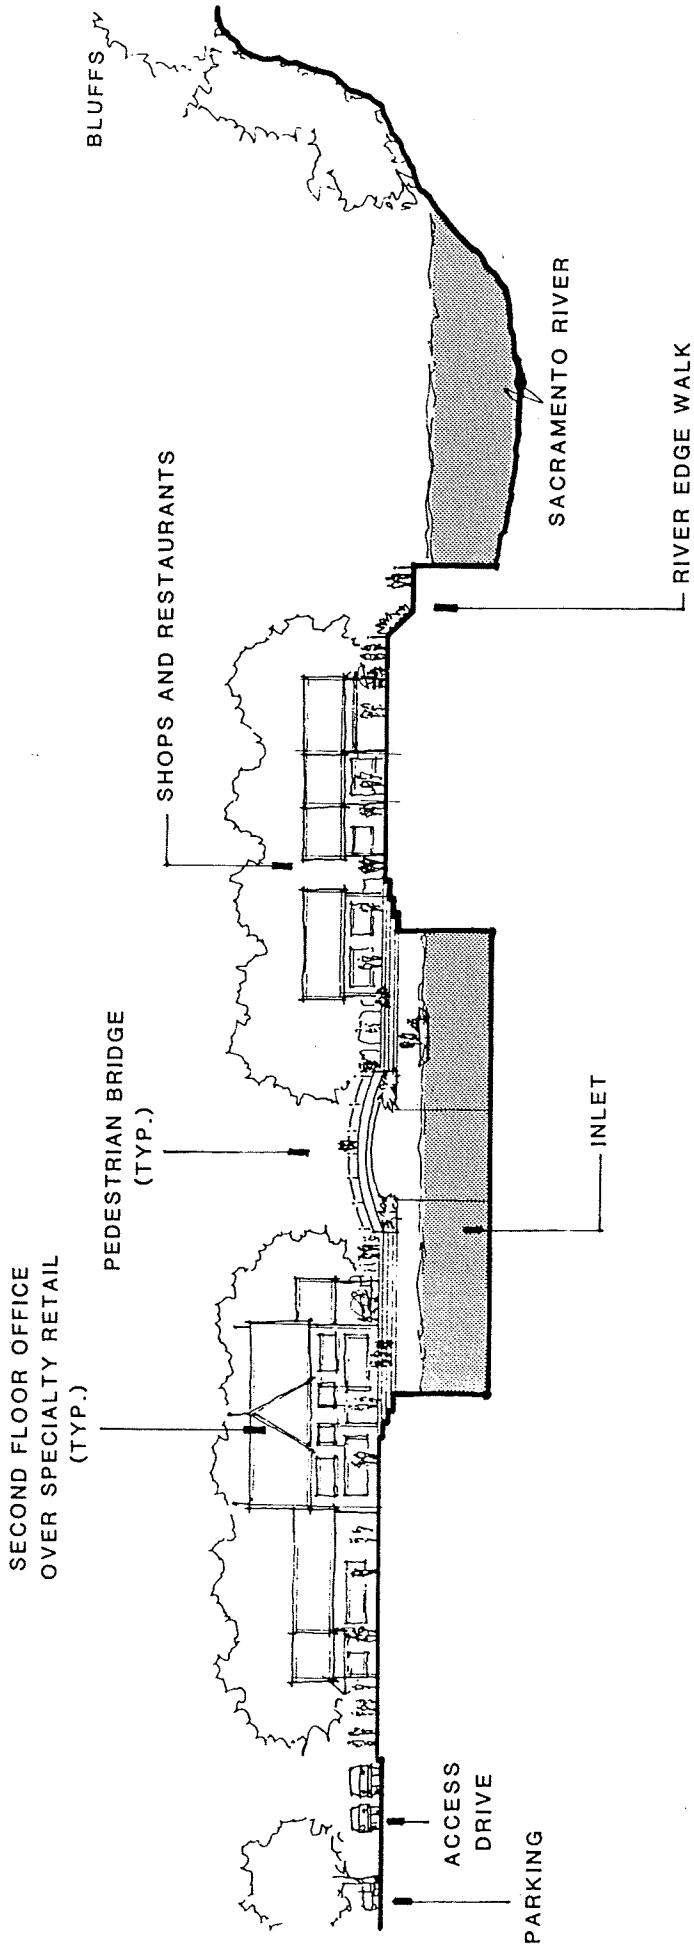 SECOND FLOOR OFFICE
OVER SPECIALTY RETAIL
(TYP.)
PEDESTRIAN BRIDGE
(TYP.)
SHOPS AND RESTAURANTS
BLUFFS
PARKING
ACCESS
DRIVE
INLET
SACRAMENTO RIVER
RIVER EDGE WALK